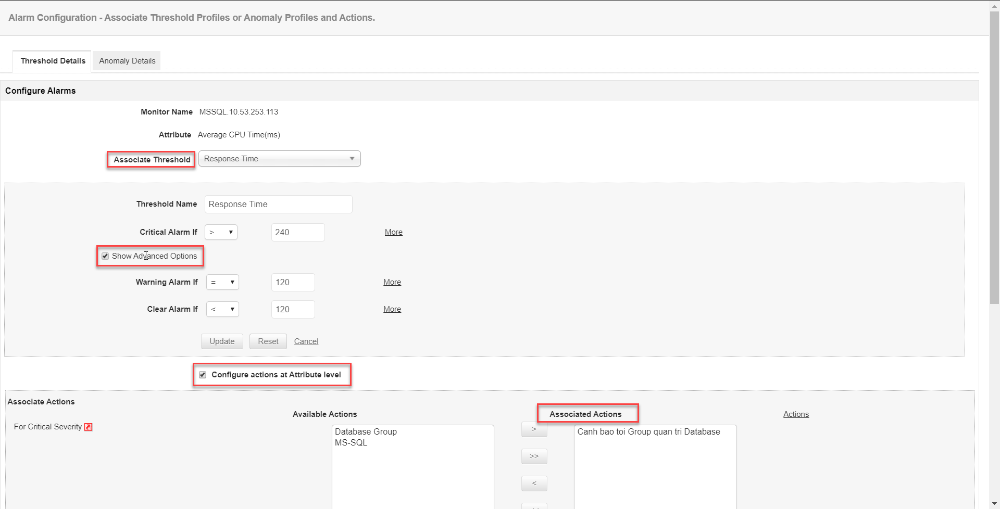 Alarm Configuration - Associate Threshold Profiles or Anomaly Profiles and Actions.
Threshold Details Anomaly Details
Configure Alarms
Monitor Name MSSQL.10.53.253.113
Attribute Average CPU Time(ms)
Associate Threshold Response Time
Threshold Name Response Time
Critical Alarm If > 240 More
Show Advanced Options
Warning Alarm If = 120 More
Clear Alarm If < 120 More
Update Reset Cancel
Configure actions at Attribute level
Associate Actions
Available Actions Associated Actions Actions
For Critical Severity
Database Group
MS-SQL
>
>>
<
Canh bao toi Group quan tri Database